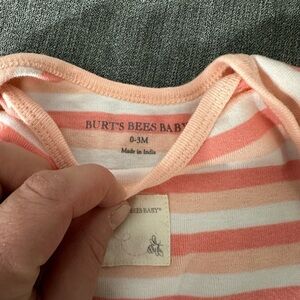 BURT'S BEES BABY
0-3M
Made in India
BEES BABY®